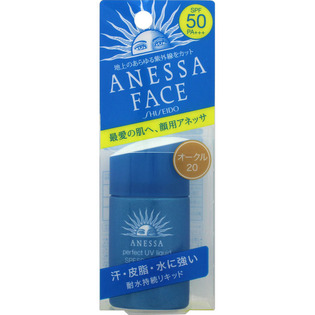 SPF
50
PA+++
地上のあらゆる紫外線をカット
ANESSA
FACE
SHISEIDO
最愛の肌へ、顔用アネッサ
オークル
20
ANESSA
perfect UV liquid
汗・皮脂・水に強い
耐水持続リキッド